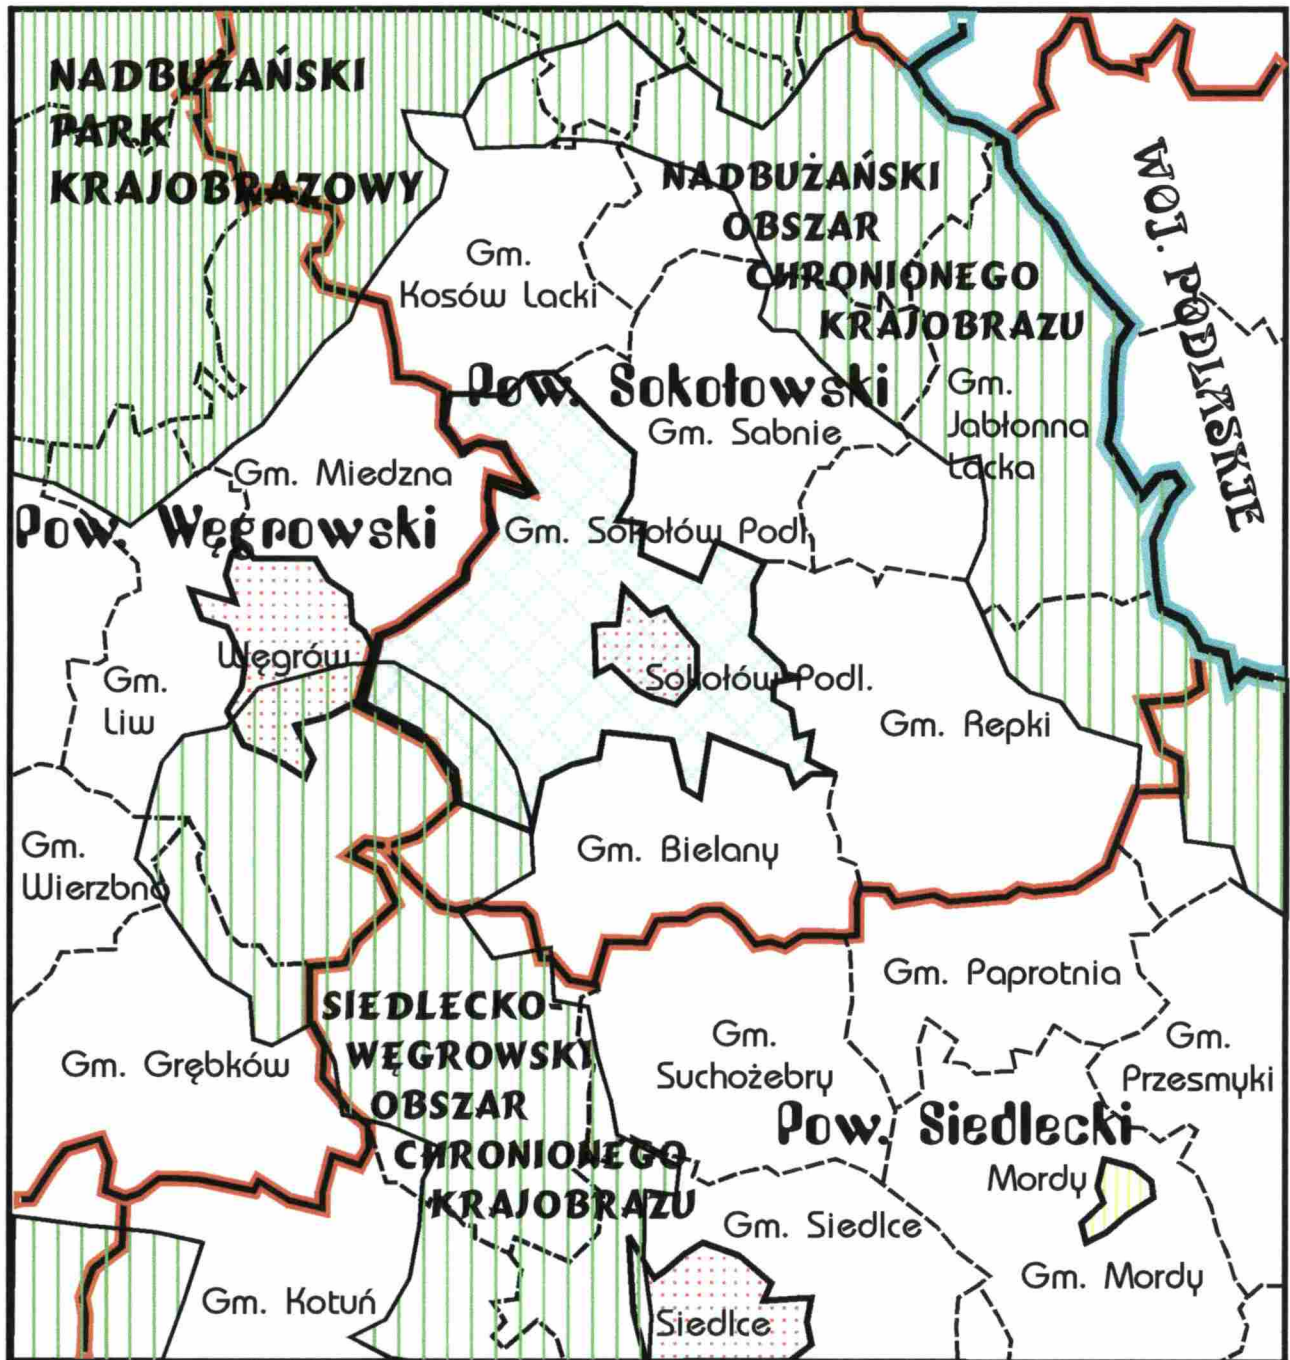 NADBUŻAŃSKI
PARK
KRAJOBRAZOWY
NADBUŻAŃSKI
OBSZAR
CHRONIONEGO
KRAJOBRAZU
WOJ. PODLASKIE
Gm.
Kosów Lacki
Pow. Sokołowski
Gm. Sabnie
Gm.
Jabłonna
Lacka
Gm. Miedzna
Pow. Węgrowski
Gm. Sokołów Podl.
Węgrów
Sokołów Podl.
Gm.
Liw
Gm. Repki
Gm.
Wierzbno
Gm. Bielany
Gm. Paprotnia
Gm. Grębków
SIEDLECKO-
WĘGROWSKI
OBSZAR
CHRONIONEGO
KRAJOBRAZU
Gm.
Suchożebry
Gm.
Przesmyki
Pow. Siedlecki
Mordy
Gm. Siedlce
Gm. Mordy
Gm. Kotuń
Siedlce